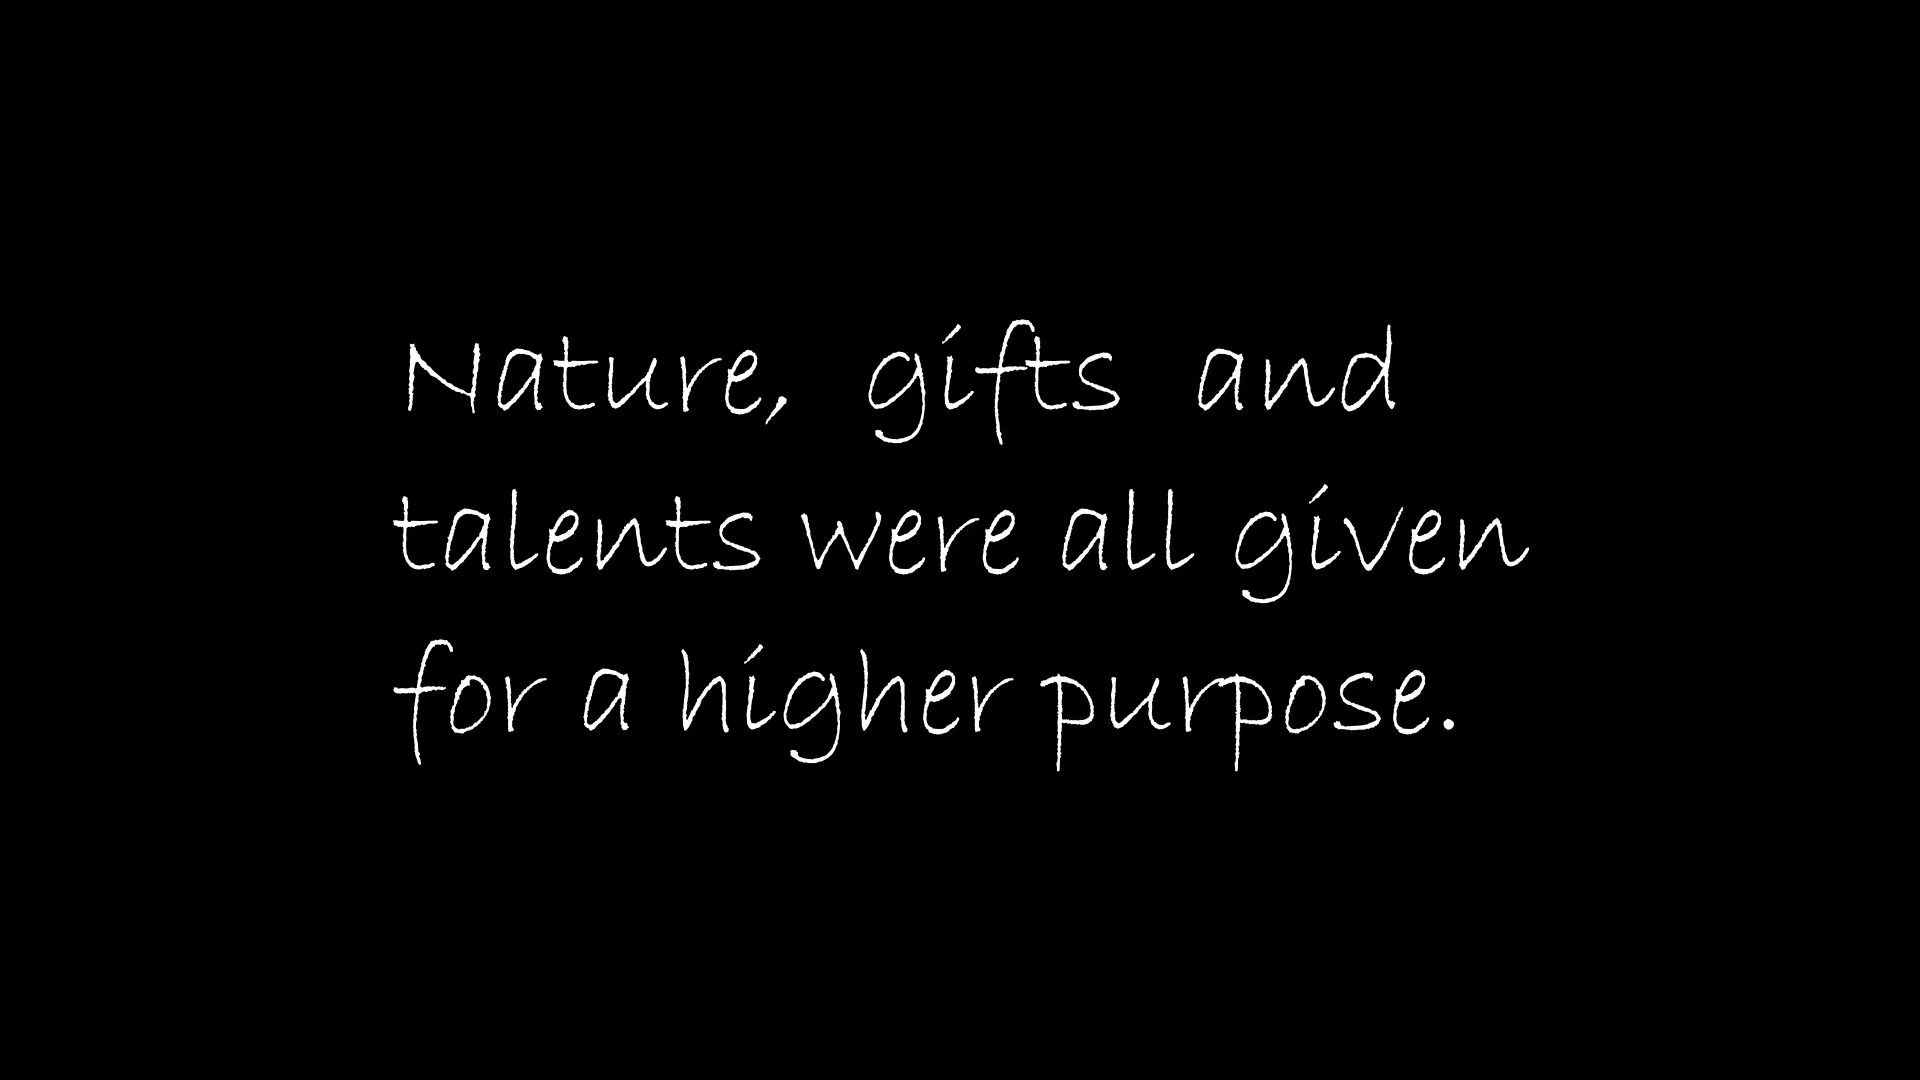 Nature, gifts and
talents were all given
for a higher purpose.